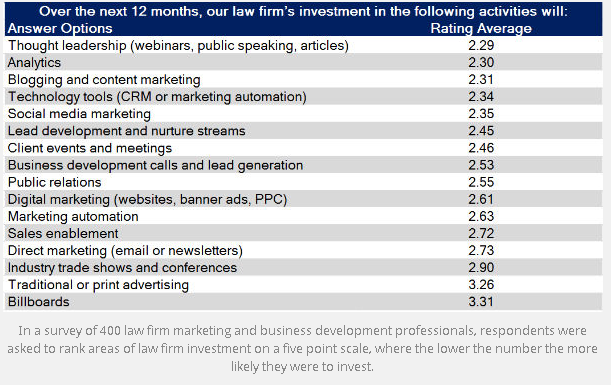 Over the next 12 months, our law firm's investment in the following activities will:
Answer Options Rating Average
Thought leadership (webinars, public speaking, articles) 2.29
Analytics 2.30
Blogging and content marketing 2.31
Technology tools (CRM or marketing automation) 2.34
Social media marketing 2.35
Lead development and nurture streams 2.45
Client events and meetings 2.46
Business development calls and lead generation 2.53
Public relations 2.55
Digital marketing (websites, banner ads, PPC) 2.61
Marketing automation 2.63
Sales enablement 2.72
Direct marketing (email or newsletters) 2.73
Industry trade shows and conferences 2.90
Traditional or print advertising 3.26
Billboards 3.31
In a survey of 400 law firm marketing and business development professionals, respondents were
asked to rank areas of law firm investment on a five point scale, where the lower the number the more
likely they were to invest.